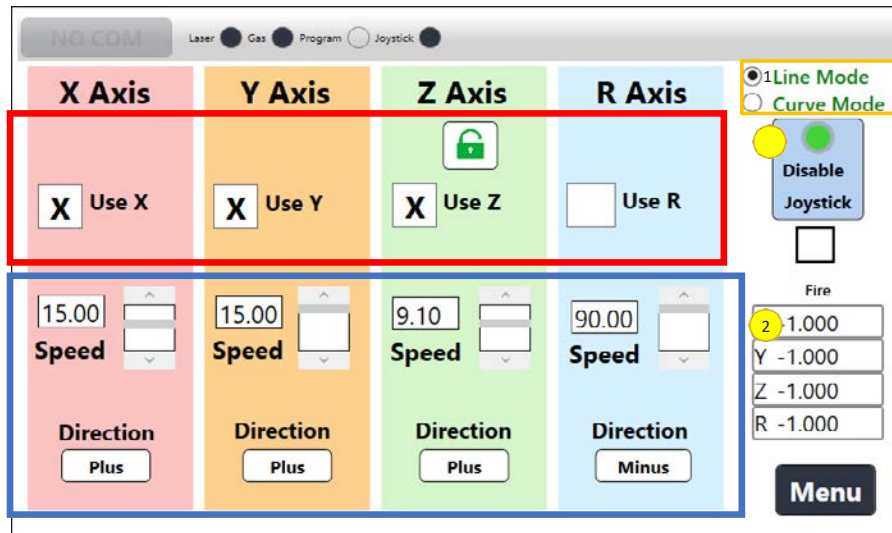 NO COM Laser Gas Program Joystick
X Axis Y Axis Z Axis R Axis
1 Line Mode
Curve Mode
X Use X X Use Y X Use Z Use R
Disable
Joystick
Fire
15.00 15.00 9.10 90.00
Speed Speed Speed Speed
2 -1.000
Y -1.000
Z -1.000
R -1.000
Direction Direction Direction Direction
Plus Plus Plus Minus
Menu